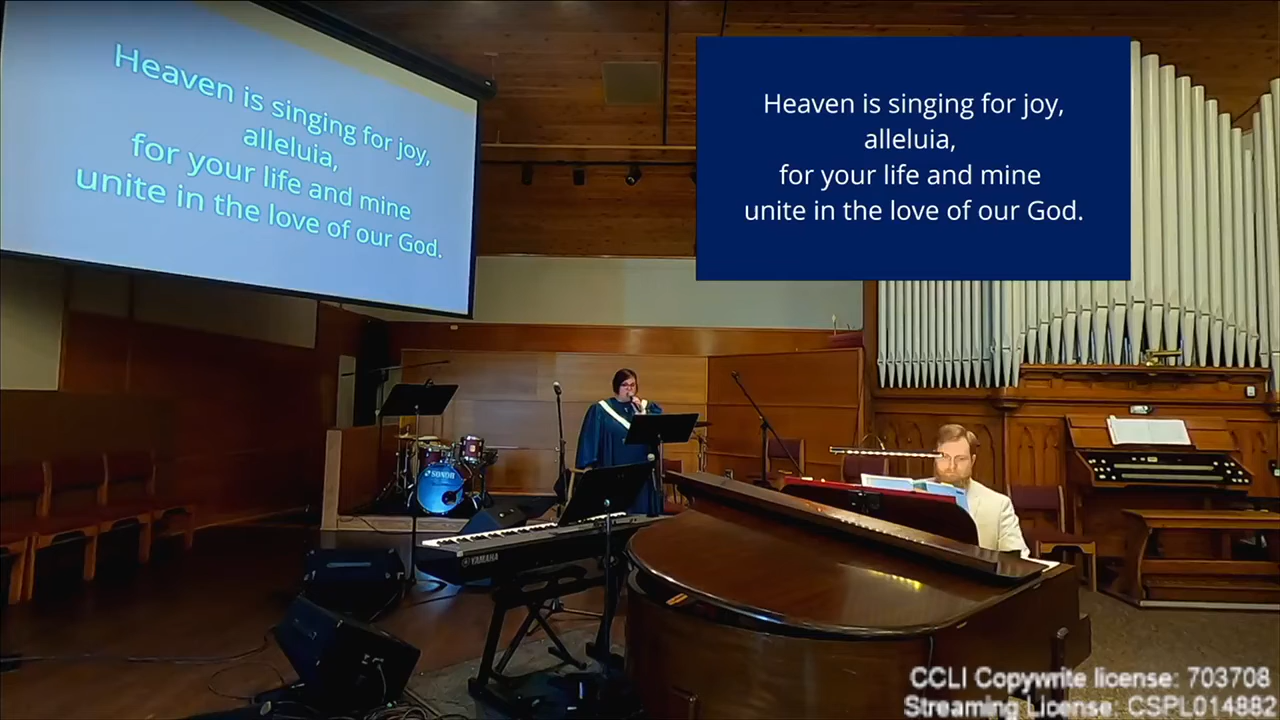 Heaven is singing for joy,
alleluia,
for your life and mine
unite in the love of our God.
Heaven is singing for joy,
alleluia,
for your life and mine
unite in the love of our God.
SONOR
YAMAHA
CCLI Copywrite license: 703708
Streaming License: CSPL014882